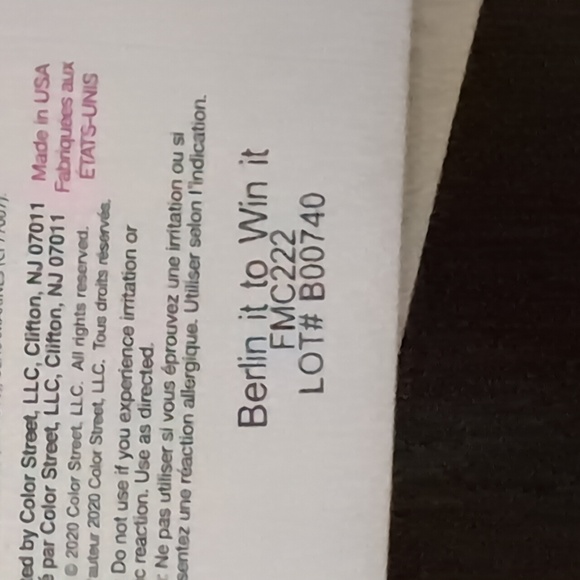 ed by Color Street, LLC, Clifton, NJ 07011
é par Color Street, LLC, Clifton, NJ 07011
Made in USA
Fabriquées aux
ÉTATS-UNIS
© 2020 Color Street, LLC. All rights reserved.
auteur 2020 Color Street, LLC. Tous droits réservés.
Do not use if you experience irritation or
c reaction. Use as directed.
: Ne pas utiliser si vous éprouvez une irritation ou si
sentez une réaction allergique. Utiliser selon l'indication.
Berlin it to Win it
FMC222
LOT# B00740